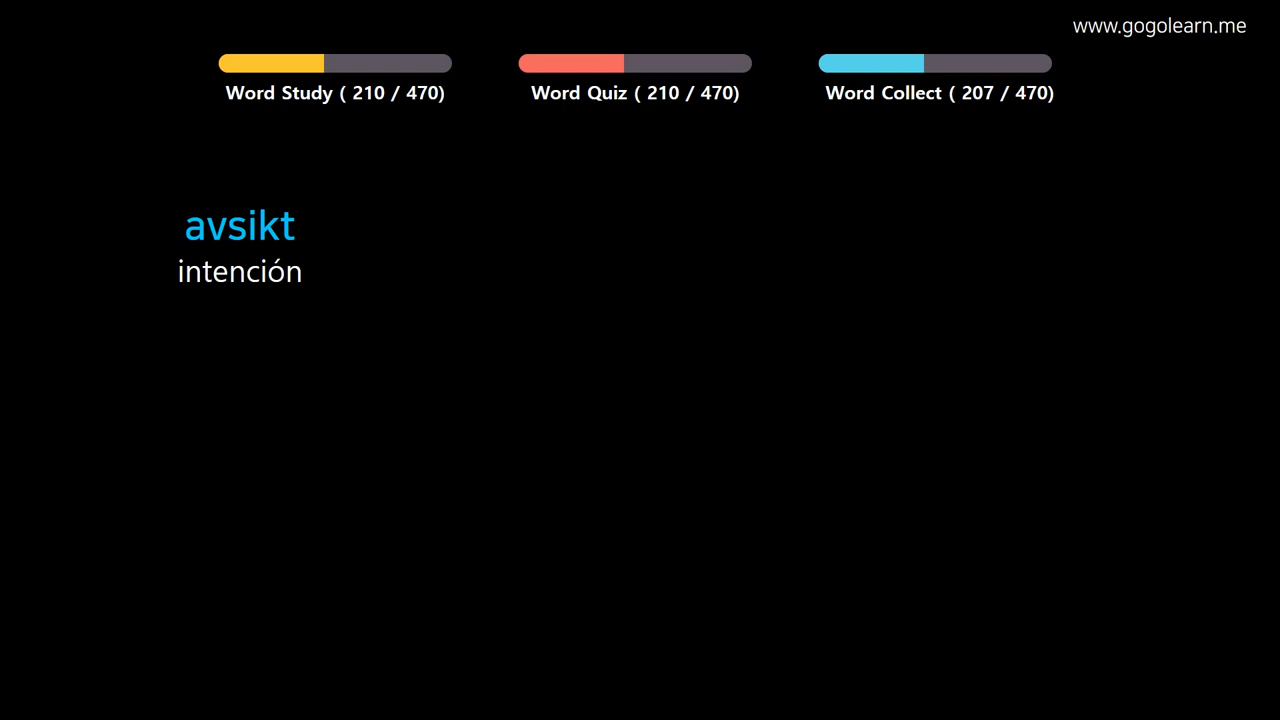 www.gogolearn.me
Word Study ( 210 / 470)
Word Quiz ( 210 / 470)
Word Collect ( 207 / 470)
avsikt
intención